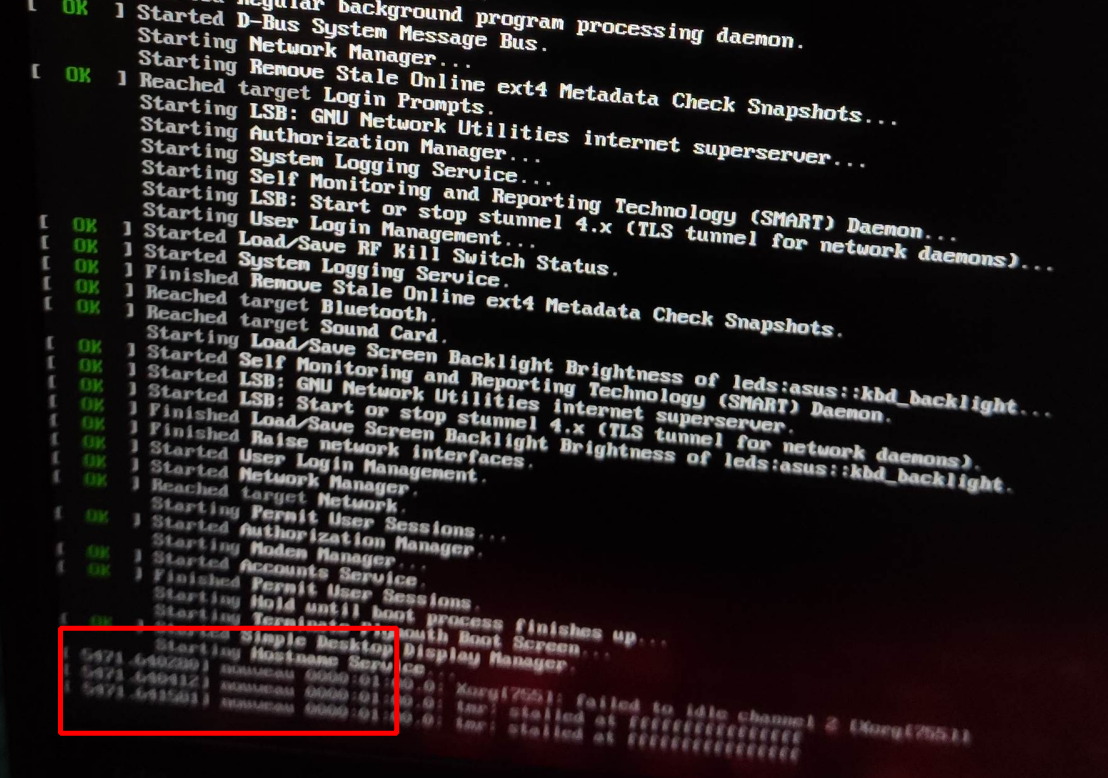 Regular background program processing daemon.
[ OK ] Started D-Bus System Message Bus.
Starting Network Manager...
Starting Remove Stale Online ext4 Metadata Check Snapshots...
[ OK ] Reached target Login Prompts.
Starting LSB: GNU Network Utilities internet superserver...
Starting Authorization Manager...
Starting System Logging Service...
Starting Self Monitoring and Reporting Technology (SMART) Daemon...
Starting LSB: Start or stop stunnel 4.x (TLS tunnel for network daemons)...
Starting User Login Management...
[ OK ] Started Load/Save RF Kill Switch Status.
[ OK ] Started System Logging Service.
[ OK ] Finished Remove Stale Online ext4 Metadata Check Snapshots.
[ OK ] Reached target Bluetooth.
[ OK ] Reached target Sound Card.
Starting Load/Save Screen Backlight Brightness of leds:asus::kbd_backlight...
[ OK ] Started Self Monitoring and Reporting Technology (SMART) Daemon.
[ OK ] Started LSB: GNU Network Utilities internet superserver.
[ OK ] Started LSB: Start or stop stunnel 4.x (TLS tunnel for network daemons).
[ OK ] Finished Load/Save Screen Backlight Brightness of leds:asus::kbd_backlight.
[ OK ] Finished Raise network interfaces.
[ OK ] Started User Login Management.
[ OK ] Started Network Manager.
[ OK ] Reached target Network.
Starting Permit User Sessions...
[ OK ] Started Authorization Manager.
Starting Modem Manager...
[ OK ] Started Accounts Service.
[ OK ] Finished Permit User Sessions.
Starting Hold until boot process finishes up...
Starting Terminate Plymouth Boot Screen...
[ OK ] Started Simple Desktop Display Manager.
Starting Hostname Service...
[ 5471.640280] nouveau 0000:01:00.0: Xorg[755]: failed to idle channel 2 [Xorg[755]]
[ 5471.640412] nouveau 0000:01:00.0: tmr: stalled at ffffffffffffffff
[ 5471.641581] nouveau 0000:01:00.0: tmr: stalled at ffffffffffffffff